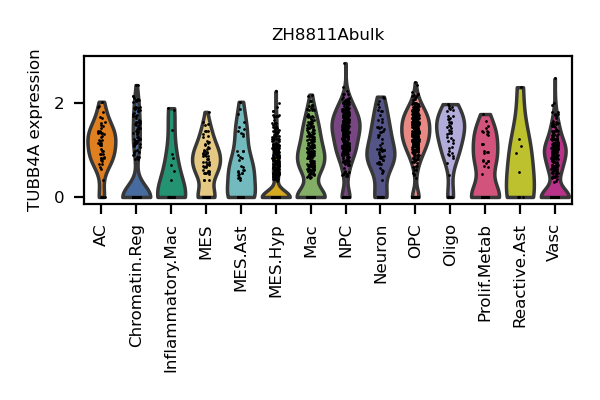 ZH8811Abulk
TUBB4A expression
2
0
AC
Chromatin.Reg
Inflammatory.Mac
MES
MES.Ast
MES.Hyp
Mac
NPC
Neuron
OPC
Oligo
Prolif.Metab
Reactive.Ast
Vasc